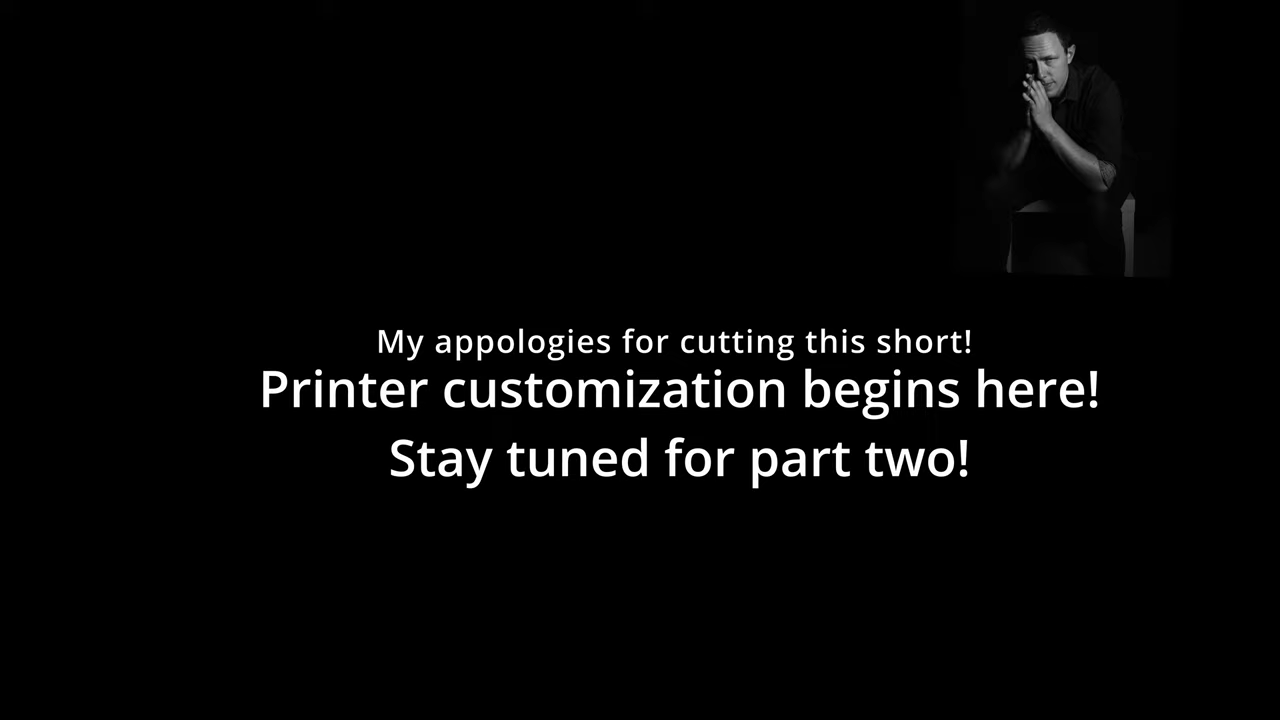 My appologies for cutting this short!
Printer customization begins here!
Stay tuned for part two!